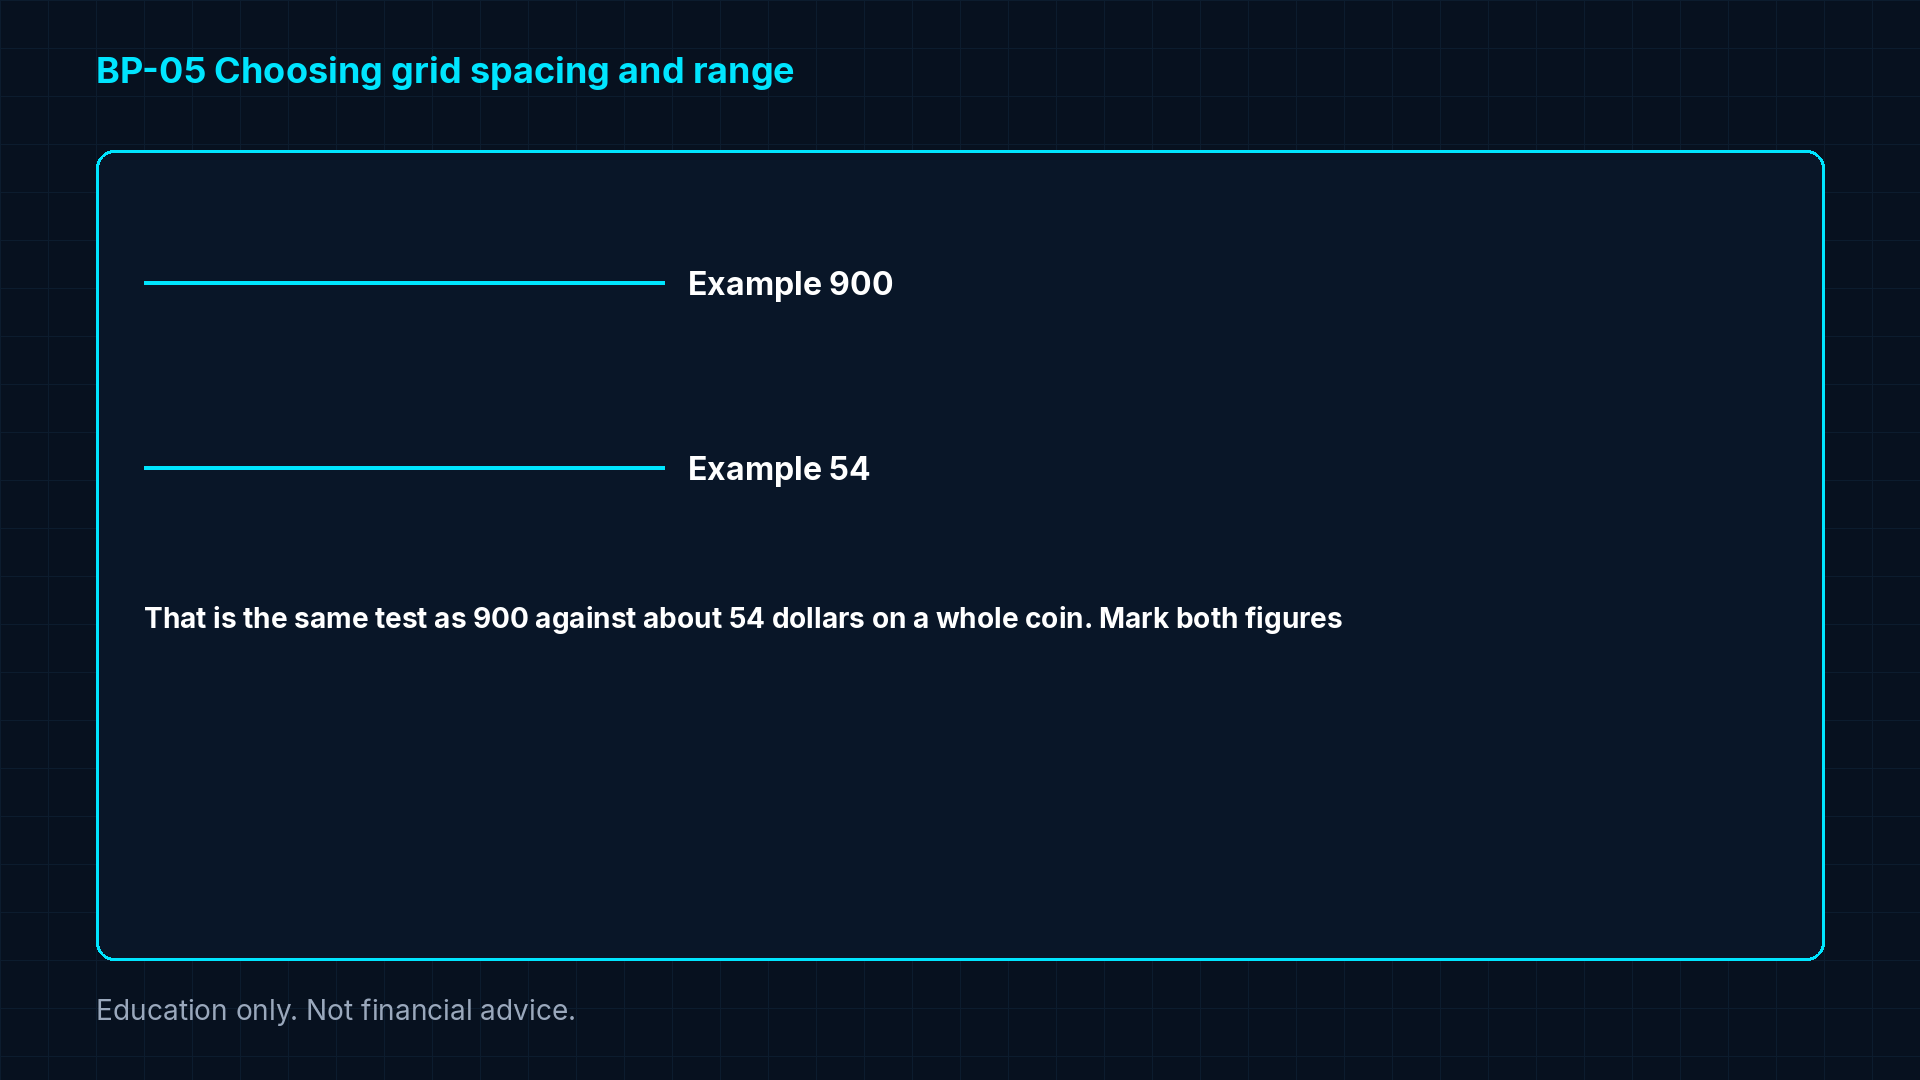 BP-05 Choosing grid spacing and range
Example 900
Example 54
That is the same test as 900 against about 54 dollars on a whole coin. Mark both figures
Education only. Not financial advice.